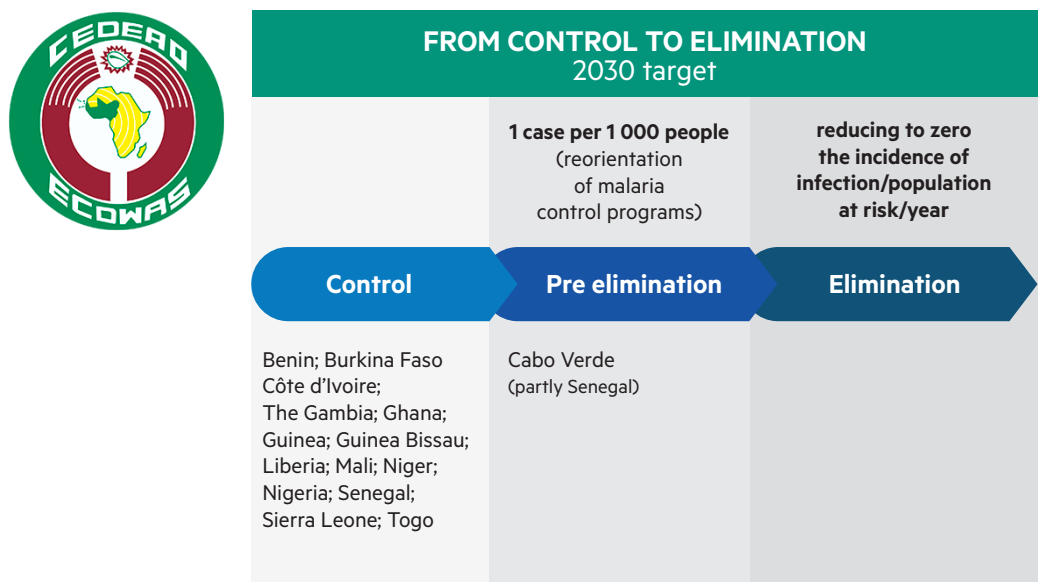 CEDEAO
ECOWAS
FROM CONTROL TO ELIMINATION
2030 target
1 case per 1 000 people
(reorientation
of malaria
control programs)
reducing to zero
the incidence of
infection/population
at risk/year
Control
Pre elimination
Elimination
Benin; Burkina Faso
Côte d’Ivoire;
The Gambia; Ghana;
Guinea; Guinea Bissau;
Liberia; Mali; Niger;
Nigeria; Senegal;
Sierra Leone; Togo
Cabo Verde
(partly Senegal)